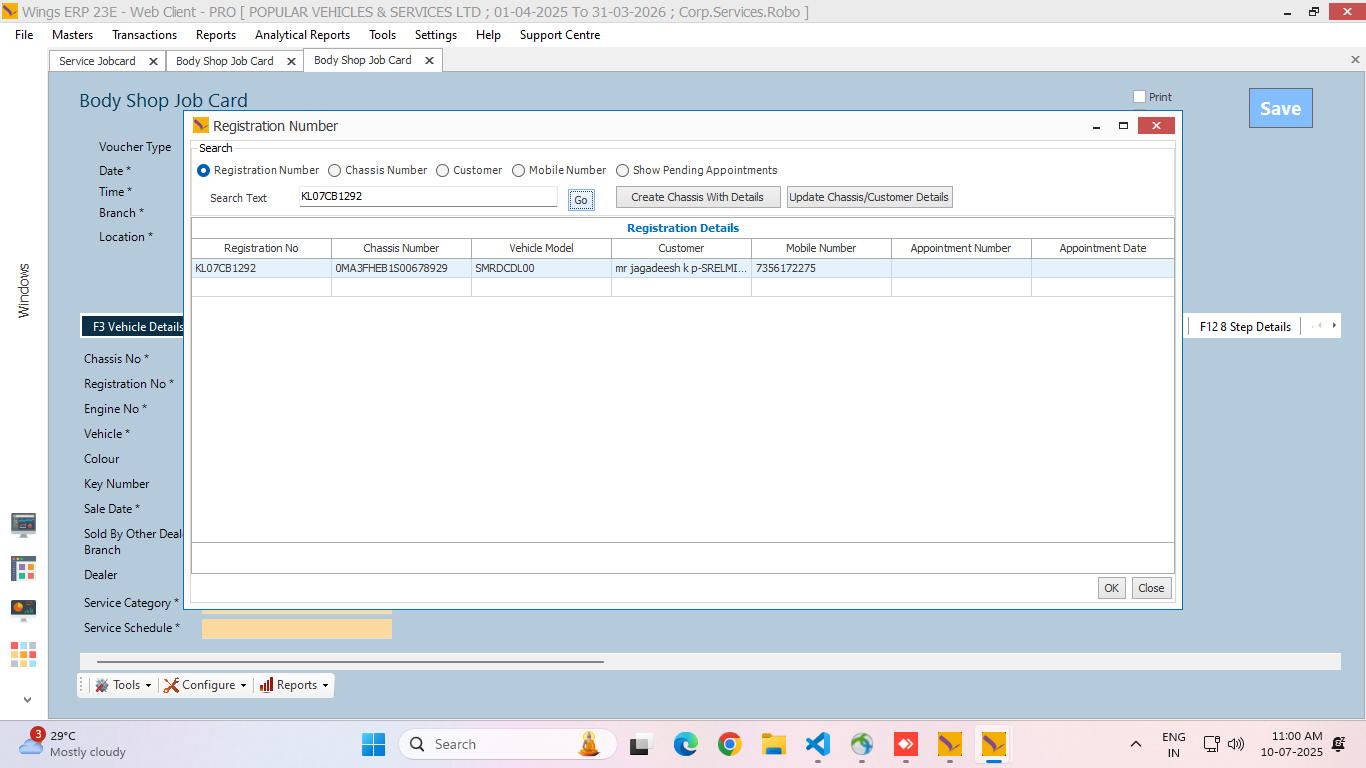 Wings ERP 23E - Web Client - PRO [ POPULAR VEHICLES & SERVICES LTD ; 01-04-2025 To 31-03-2026 ; Corp.Services.Robo ]
File Masters Transactions Reports Analytical Reports Tools Settings Help Support Centre
Service Jobcard Body Shop Job Card Body Shop Job Card
Body Shop Job Card
Print
Save
Voucher Type
Date *
Time *
Branch *
Location *
Windows
Registration Number
Search
Registration Number Chassis Number Customer Mobile Number Show Pending Appointments
Search Text KL07CB1292 Go Create Chassis With Details Update Chassis/Customer Details
Registration Details
Registration No Chassis Number Vehicle Model Customer Mobile Number Appointment Number Appointment Date
KL07CB1292 0MA3FHEB1S00678929 SMRDCDL00 mr jagadeesh k p-SRELMI... 7356172275
OK Close
F3 Vehicle Details F12 8 Step Details
Chassis No *
Registration No *
Engine No *
Vehicle *
Colour
Key Number
Sale Date *
Sold By Other Deal
Branch
Dealer
Service Category *
Service Schedule *
Tools Configure Reports
3
29°C
Mostly cloudy
Search
ENG
IN
11:00 AM
10-07-2025